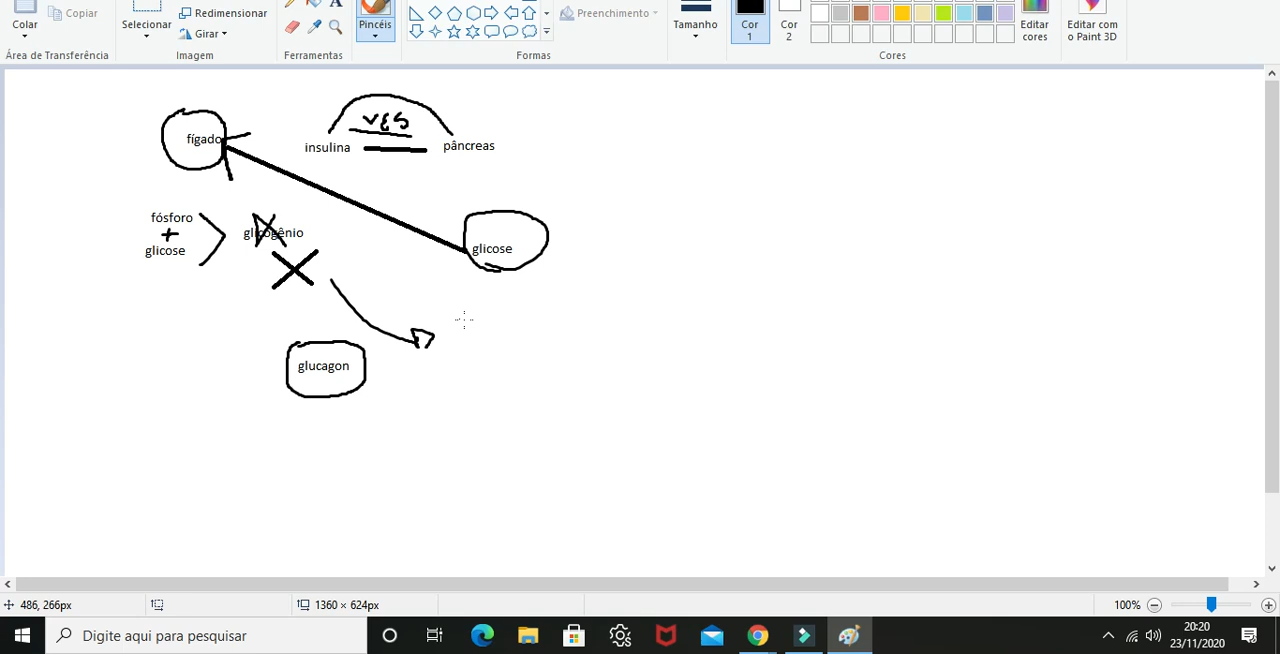 Redimensionar
Copiar
Colar
Selecionar
Girar
A
Pincéis
Preenchimento
Tamanho
Cor
1
Cor
2
Editar
cores
Editar com
o Paint 3D
Área de Transferência
Imagem
Ferramentas
Formas
Cores
VES
fígado
insulina
pâncreas
fósforo
+
glicose
glicogênio
glicose
glucagon
486, 266px
1360 × 624px
100%
Digite aqui para pesquisar
20:20
23/11/2020